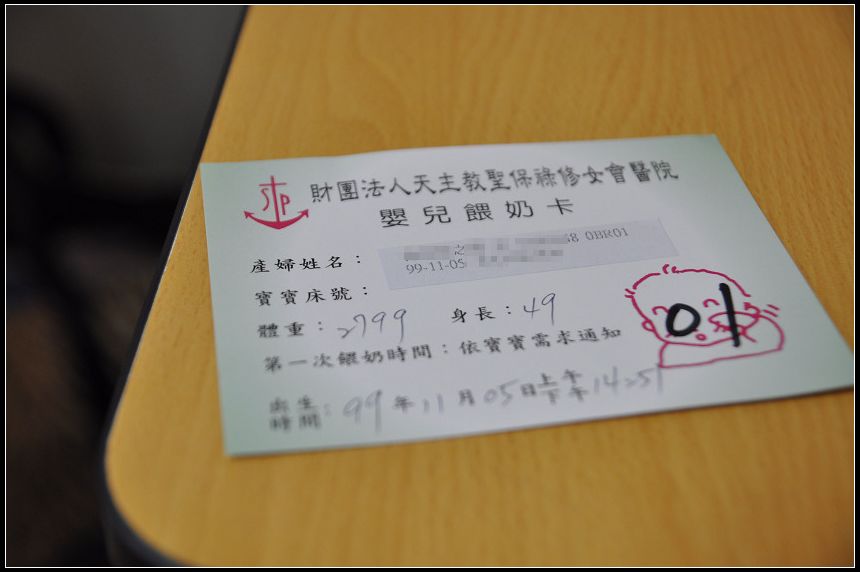 STP
財團法人天主教聖保祿修女會醫院
嬰兒餵奶卡
產婦姓名：
之
68 0BR01
99-11-05
寶寶床號：
體重：2799 身長：49
第一次餵奶時間：依寶寶需求通知
出生時間：99年11月05日上午下午14:51
01